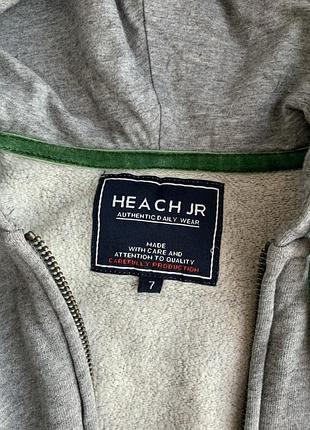 HEACH JR
AUTHENTIC DAILY WEAR
MADE
WITH CARE AND
ATTENTION TO QUALITY
CAREFULLY PRODUCTION
7